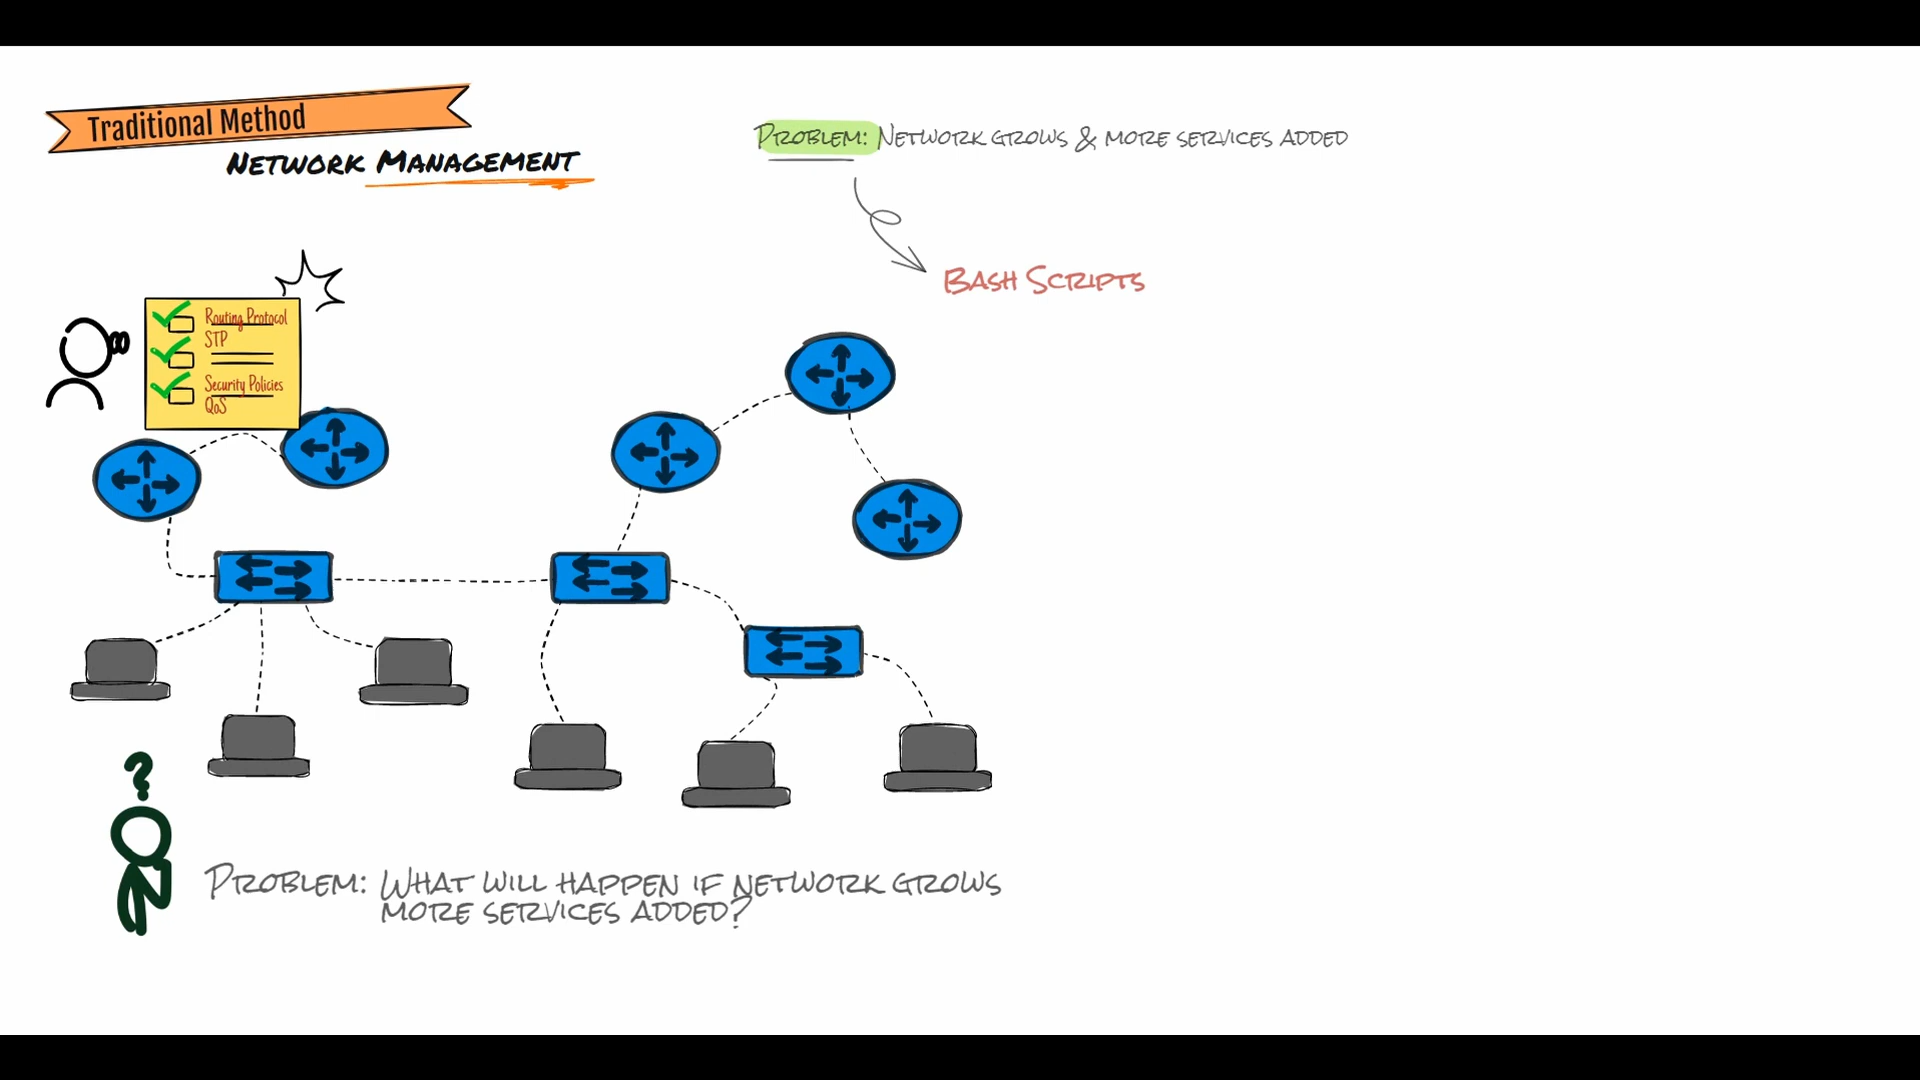 Traditional Method
Network Management
Problem: Network grows & more services added
Bash Scripts
Routing Protocol
STP
Security Policies
QoS
?
Problem: What will happen if network grows
more services added?